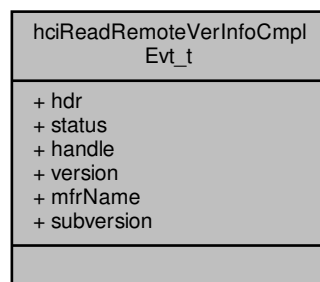 hciReadRemoteVerInfoCmpl
Evt_t
+ hdr
+ status
+ handle
+ version
+ mfrName
+ subversion